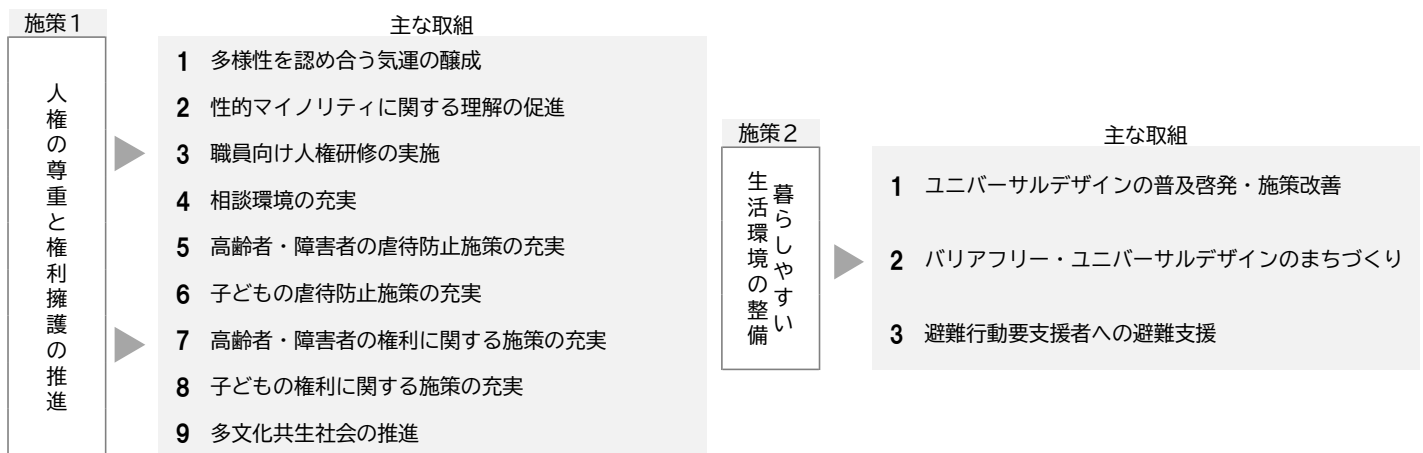 施策１
主な取組
人権の尊重と権利擁護の推進
1 多様性を認め合う気運の醸成
2 性的マイノリティに関する理解の促進
3 職員向け人権研修の実施
4 相談環境の充実
5 高齢者・障害者の虐待防止施策の充実
6 子どもの虐待防止施策の充実
7 高齢者・障害者の権利に関する施策の充実
8 子どもの権利に関する施策の充実
9 多文化共生社会の推進
施策２
主な取組
暮らしやすい
生活環境の整備
1 ユニバーサルデザインの普及啓発・施策改善
2 バリアフリー・ユニバーサルデザインのまちづくり
3 避難行動要支援者への避難支援